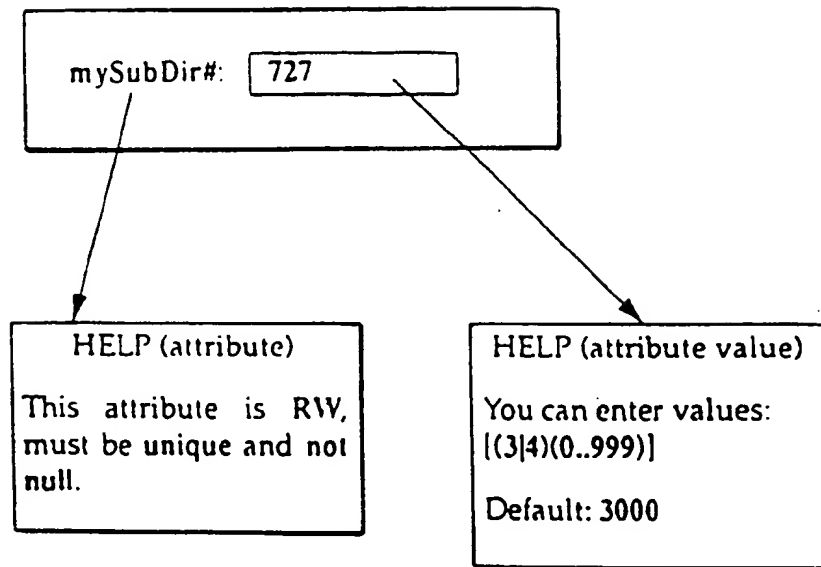 mySubDir#: 727
HELP (attribute)
This attribute is RW,
must be unique and not
null.
HELP (attribute value)
You can enter values:
[(3|4)(0..999)]
Default: 3000